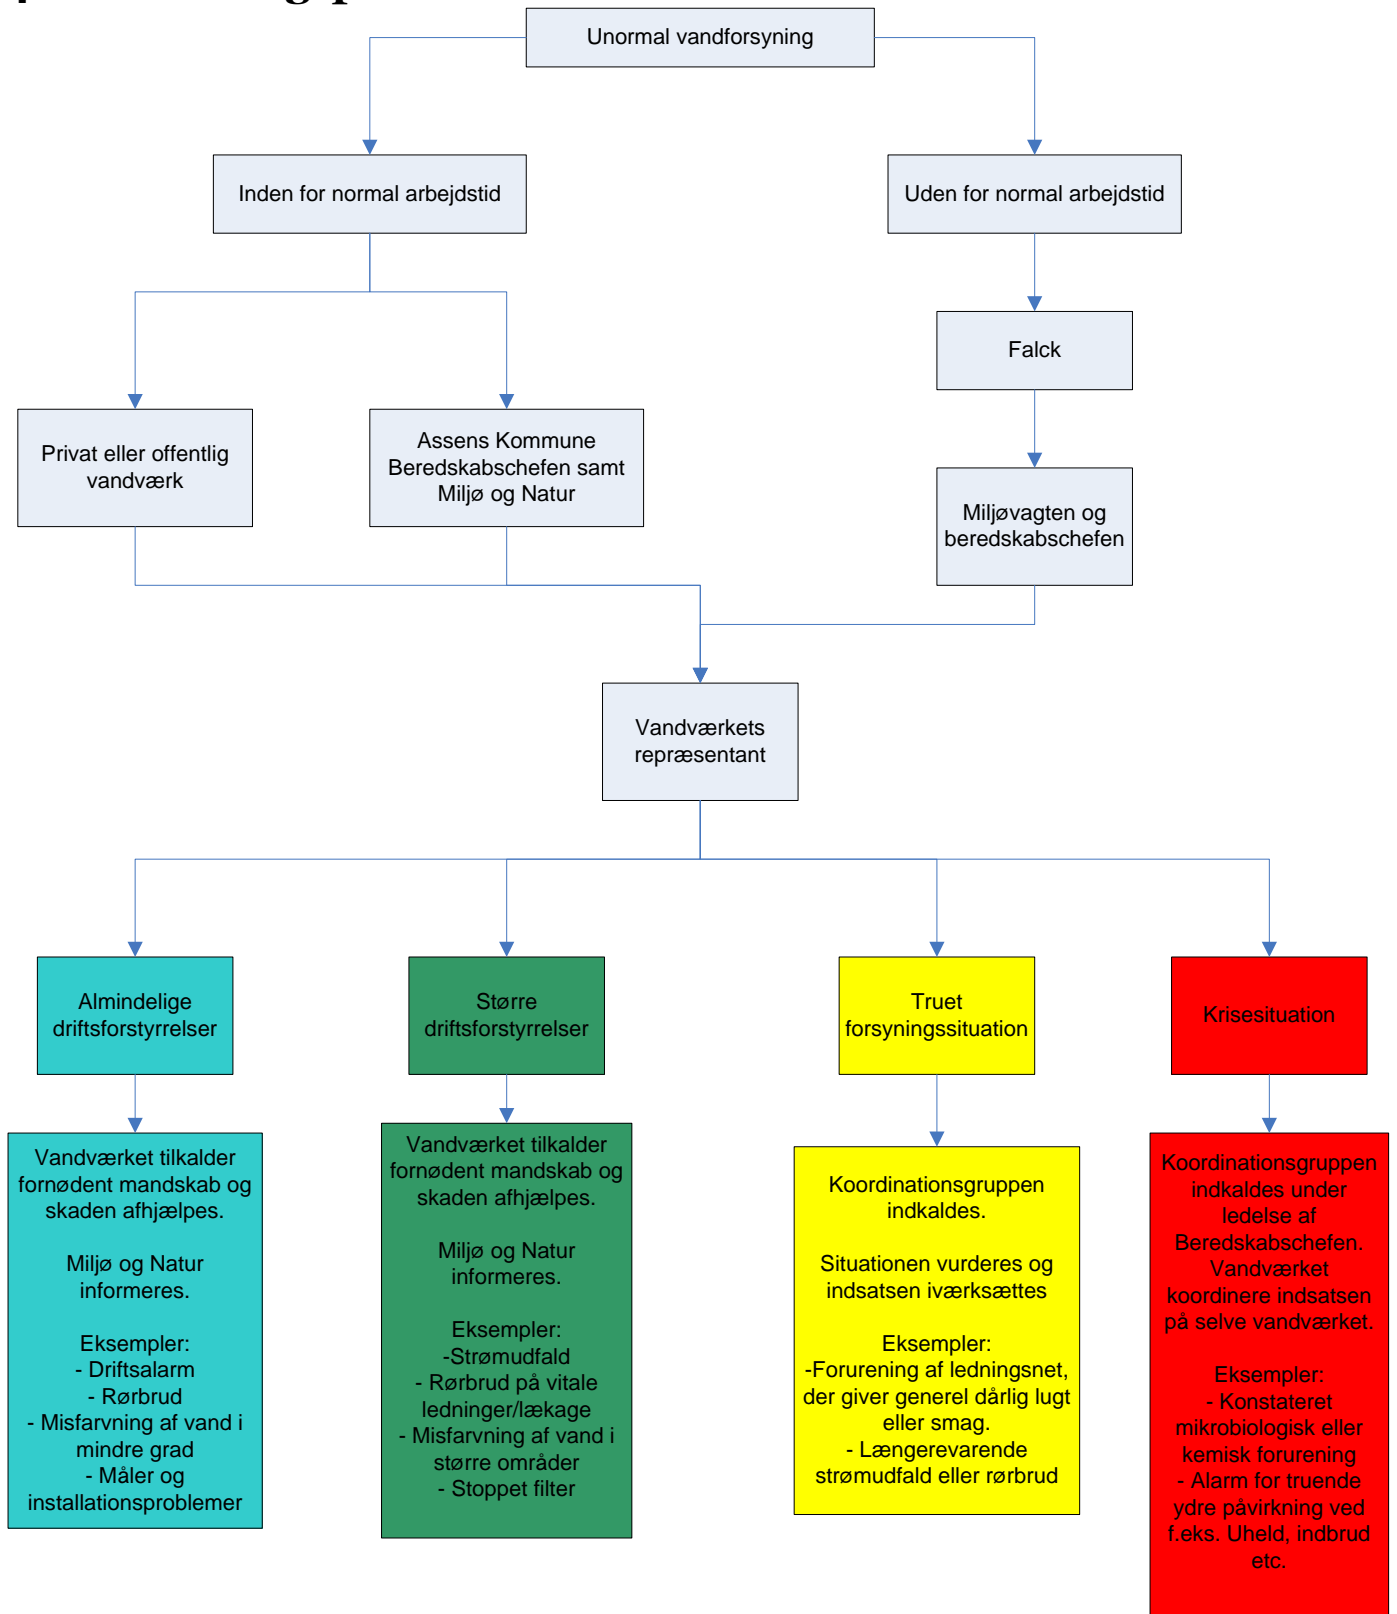 Unormal vandforsyning
Inden for normal arbejdstid
Uden for normal arbejdstid
Falck
Privat eller offentlig
vandværk
Assens Kommune
Beredskabschefen samt
Miljø og Natur
Miljøvagten og
beredskabschefen
Vandværkets
repræsentant
Almindelige
driftsforstyrrelser
Større
driftsforstyrrelser
Truet
forsyningssituation
Krisesituation
Vandværket tilkalder
fornødent mandskab og
skaden afhjælpes.
Miljø og Natur
informeres.
Eksempler:
- Driftsalarm
- Rørbrud
- Misfarvning af vand i
mindre grad
- Måler og
installationsproblemer
Vandværket tilkalder
fornødent mandskab og
skaden afhjælpes.
Miljø og Natur
informeres.
Eksempler:
-Strømudfald
- Rørbrud på vitale
ledninger/lækage
- Misfarvning af vand i
større områder
- Stoppet filter
Koordinationsgruppen
indkaldes.
Situationen vurderes og
indsatsen iværksættes
Eksempler:
-Forurening af ledningsnet,
der giver generel dårlig lugt
eller smag.
- Længerevarende
strømudfald eller rørbrud
Koordinationsgruppen
indkaldes under
ledelse af
Beredskabschefen.
Vandværket
koordinere indsatsen
på selve vandværket.
Eksempler:
- Konstateret
mikrobiologisk eller
kemisk forurening
- Alarm for truende
ydre påvirkning ved
f.eks. Uheld, indbrud
etc.